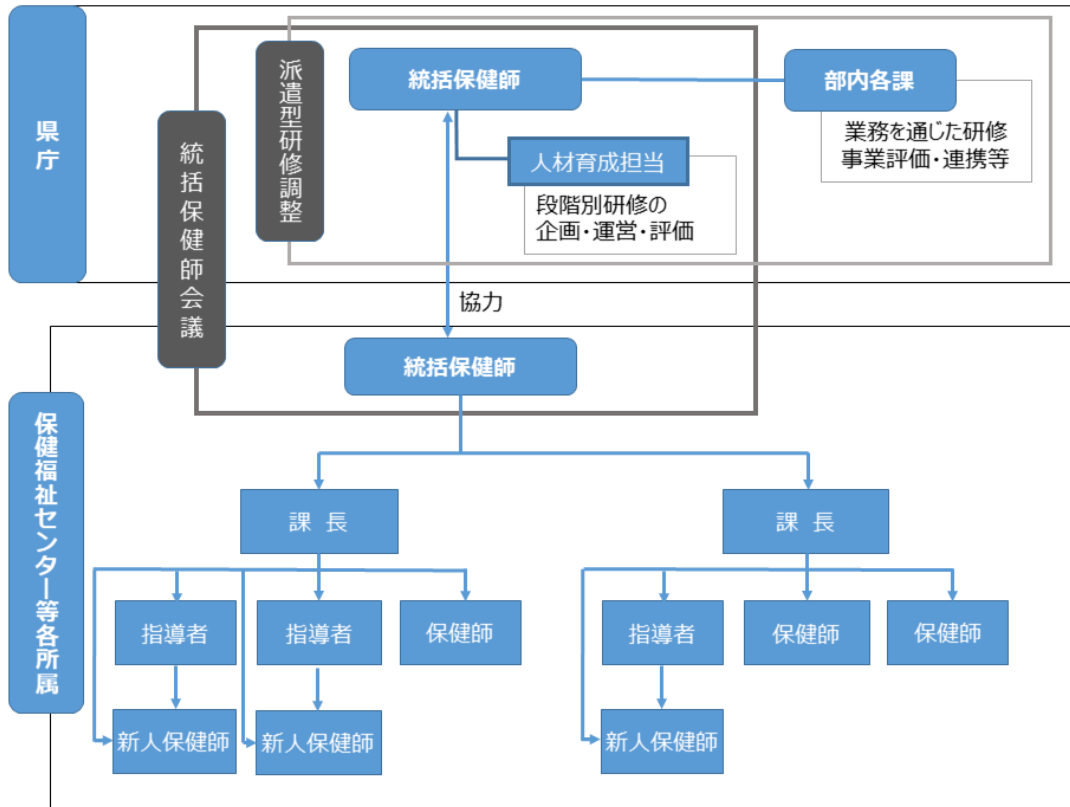 県庁
統括保健師会議
派遣型研修調整
統括保健師
部内各課
業務を通じた研修
事業評価・連携等
人材育成担当
段階別研修の
企画・運営・評価
協力
統括保健師
保健福祉センター等各所属
課 長
課 長
指導者
指導者
保健師
指導者
保健師
保健師
新人保健師
新人保健師
新人保健師